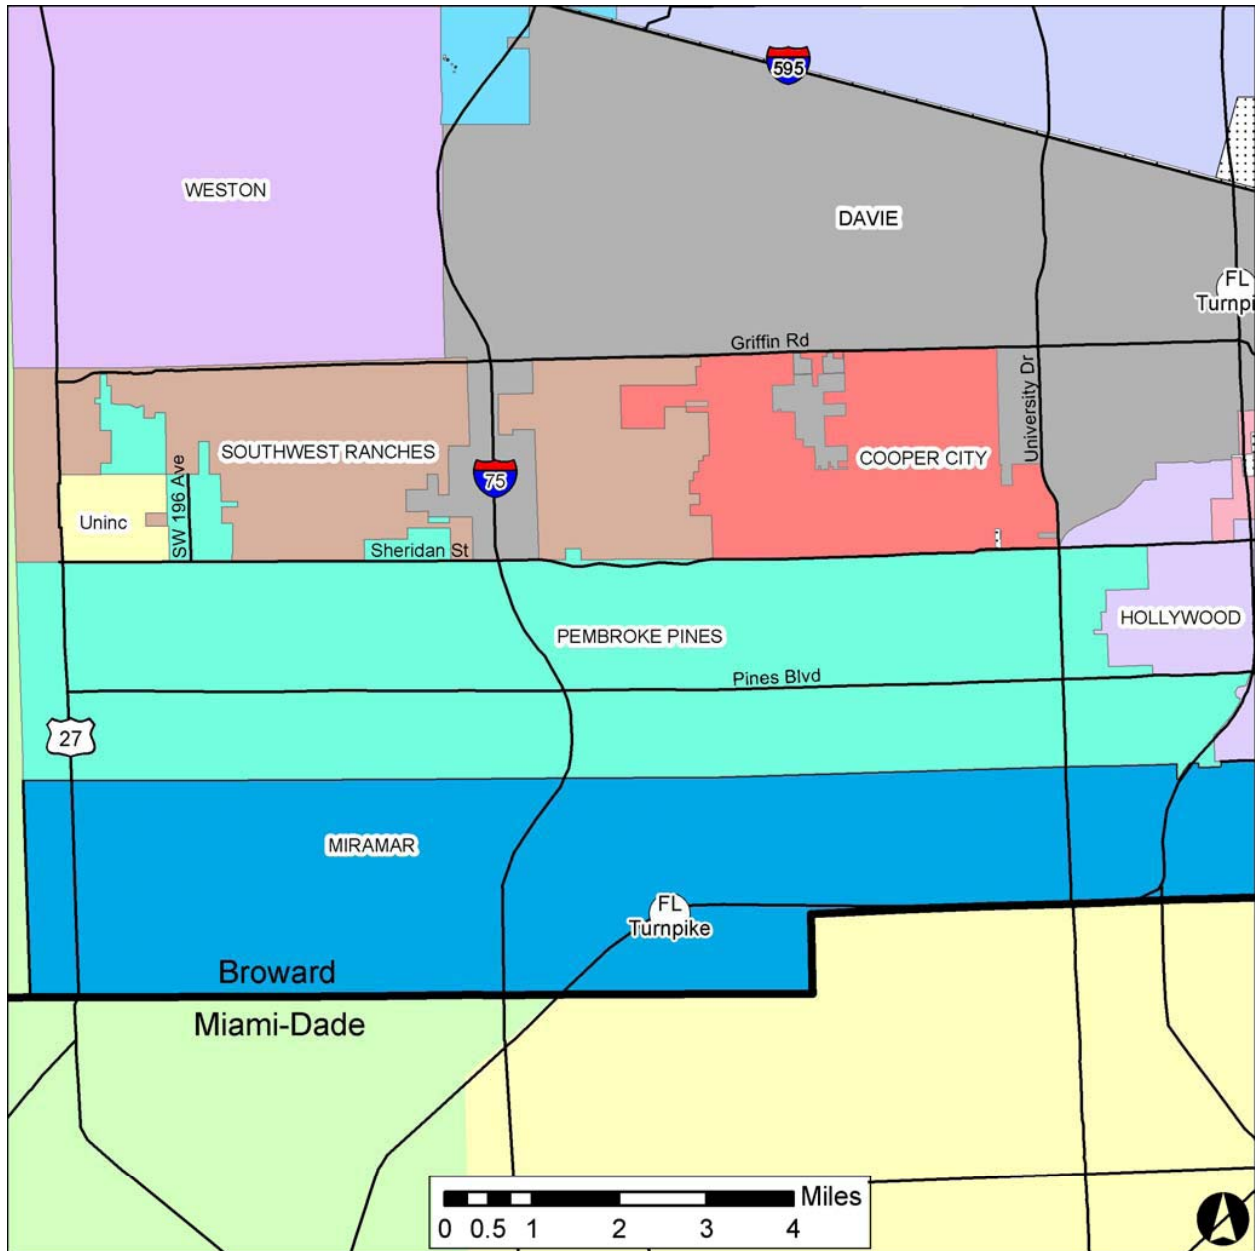 595
WESTON
DAVIE
FL
Turnpi
Griffin Rd
University Dr
SOUTHWEST RANCHES
COOPER CITY
75
SW 196 Ave
Uninc
Sheridan St
HOLLYWOOD
PEMBROKE PINES
Pines Blvd
27
MIRAMAR
FL
Turnpike
Broward
Miami-Dade
Miles
0 0.5 1 2 3 4